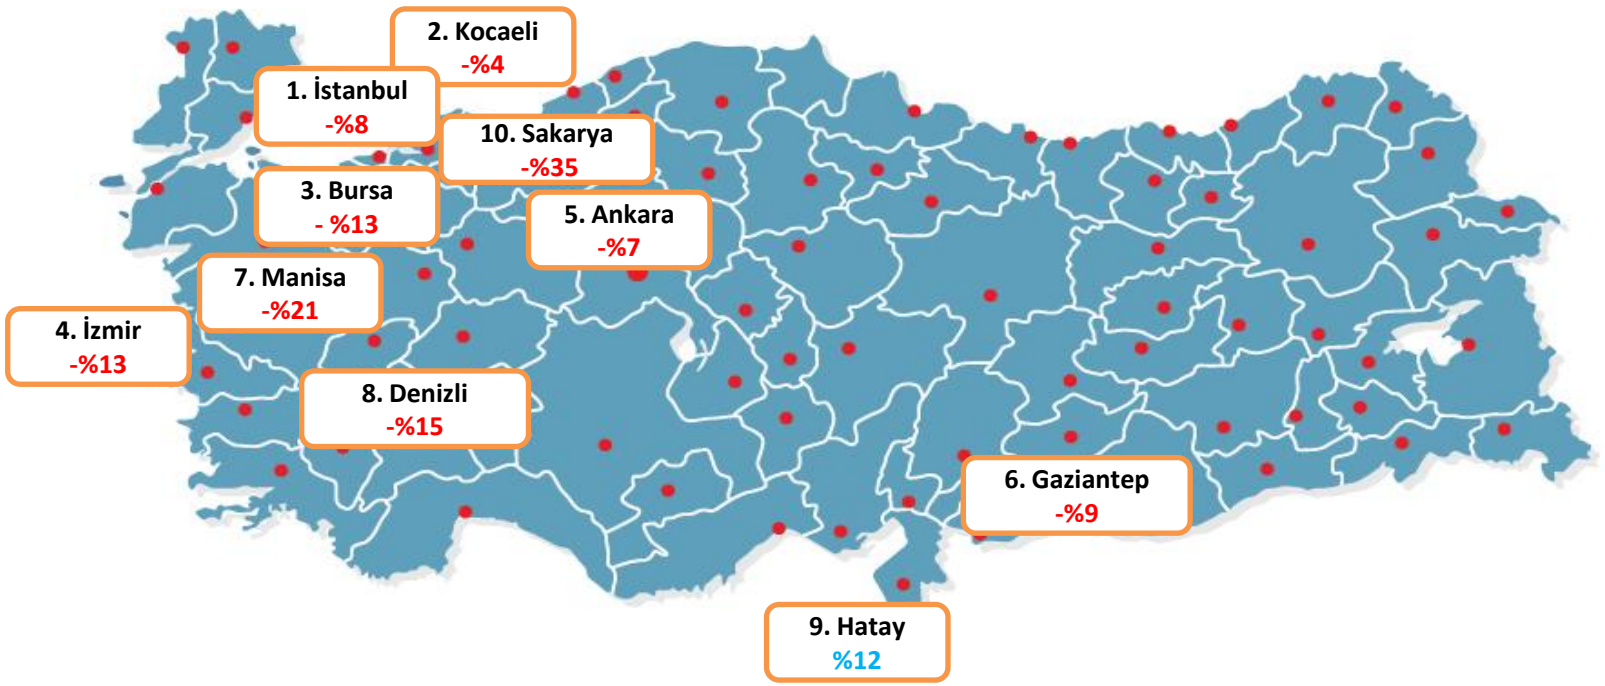 2. Kocaeli
-%4
1. İstanbul
-%8
10. Sakarya
-%35
3. Bursa
- %13
5. Ankara
-%7
7. Manisa
-%21
4. İzmir
-%13
8. Denizli
-%15
6. Gaziantep
-%9
9. Hatay
%12